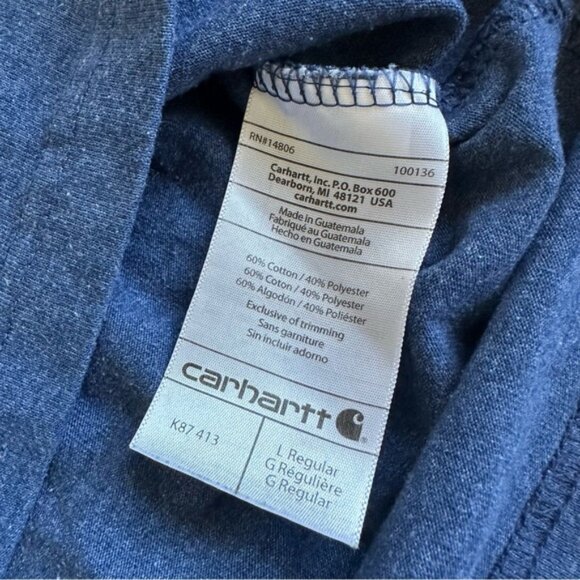 RN#14806
100136
Carhartt, Inc. P.O. Box 600
Dearborn, MI 48121 USA
carhartt.com
Made in Guatemala
Fabriqué au Guatemala
Hecho en Guatemala
60% Cotton / 40% Polyester
60% Coton / 40% Polyester
60% Algodón / 40% Poliéster
Exclusive of trimming
Sans garniture
Sin incluir adorno
carhartt
K87 413
L Regular
G Régulière
G Regular